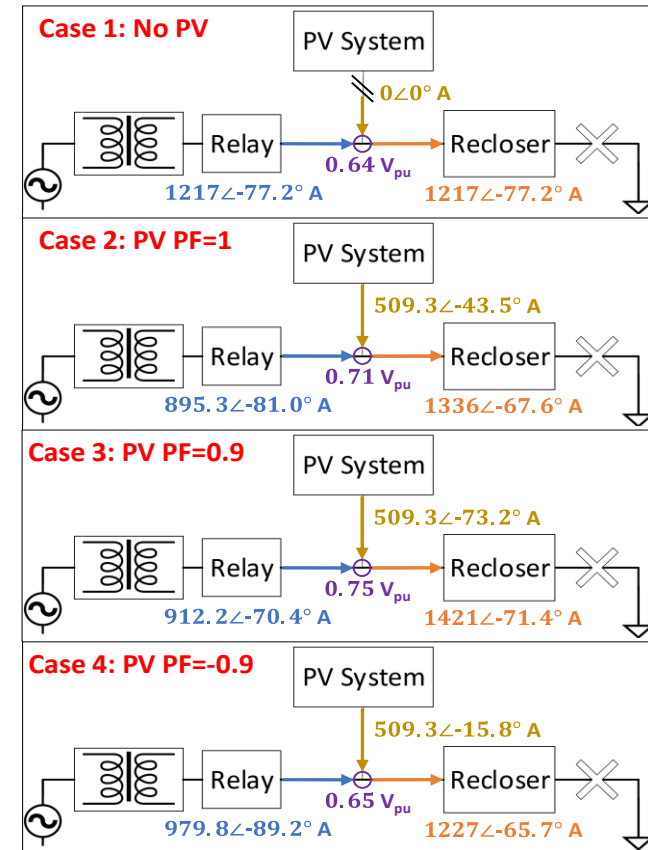 Case 1: No PV
PV System
0∠0° A
Relay
Recloser
0.64 Vpu
1217∠-77.2° A
1217∠-77.2° A
Case 2: PV PF=1
PV System
509.3∠-43.5° A
Relay
Recloser
0.71 Vpu
895.3∠-81.0° A
1336∠-67.6° A
Case 3: PV PF=0.9
PV System
509.3∠-73.2° A
Relay
Recloser
0.75 Vpu
912.2∠-70.4° A
1421∠-71.4° A
Case 4: PV PF=-0.9
PV System
509.3∠-15.8° A
Relay
Recloser
0.65 Vpu
979.8∠-89.2° A
1227∠-65.7° A